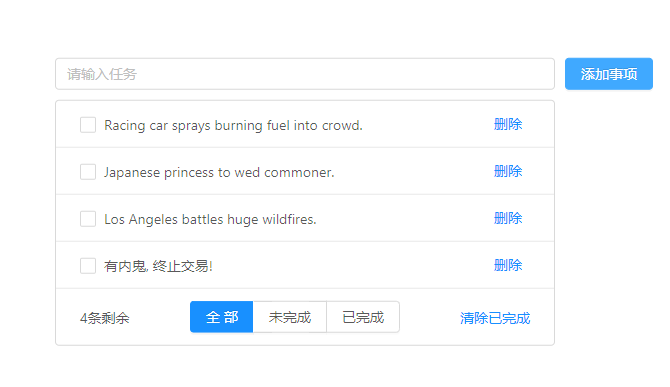 请输入任务 添加事项
Racing car sprays burning fuel into crowd. 删除
Japanese princess to wed commoner. 删除
Los Angeles battles huge wildfires. 删除
有内鬼, 终止交易! 删除
4条剩余 全 部 未完成 已完成 清除已完成